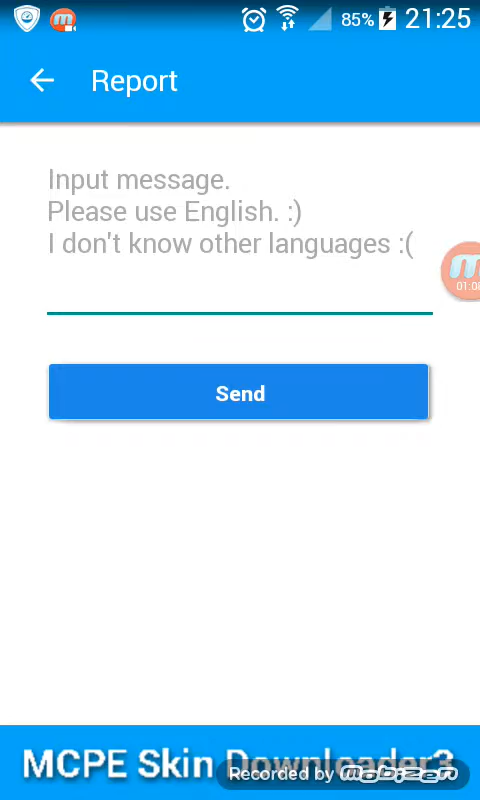 85% 21:25
Report
Input message.
Please use English. :)
I don't know other languages :(
01:0
Send
MCPE Skin Downloader3
Recorded by MOBIZEN